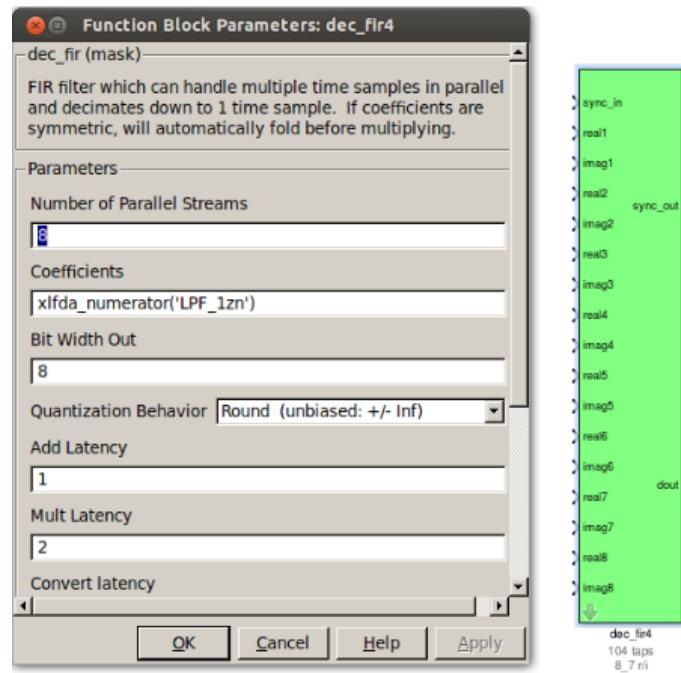 Function Block Parameters: dec_fir4
dec_fir (mask)
FIR filter which can handle multiple time samples in parallel
and decimates down to 1 time sample.  If coefficients are
symmetric, will automatically fold before multiplying.
Parameters
Number of Parallel Streams
8
Coefficients
xlfda_numerator('LPF_1zn')
Bit Width Out
8
Quantization Behavior Round  (unbiased: +/- Inf)
Add Latency
1
Mult Latency
2
Convert latency
OK Cancel Help Apply
sync_in
real1
imag1
real2
sync_out
imag2
real3
imag3
real4
imag4
real5
imag5
real6
imag6
dout
real7
imag7
real8
imag8
dec_fir4
104 taps
8_7 r/i